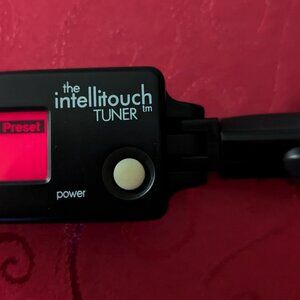 the
intellitouch
TUNER tm
Preset
power